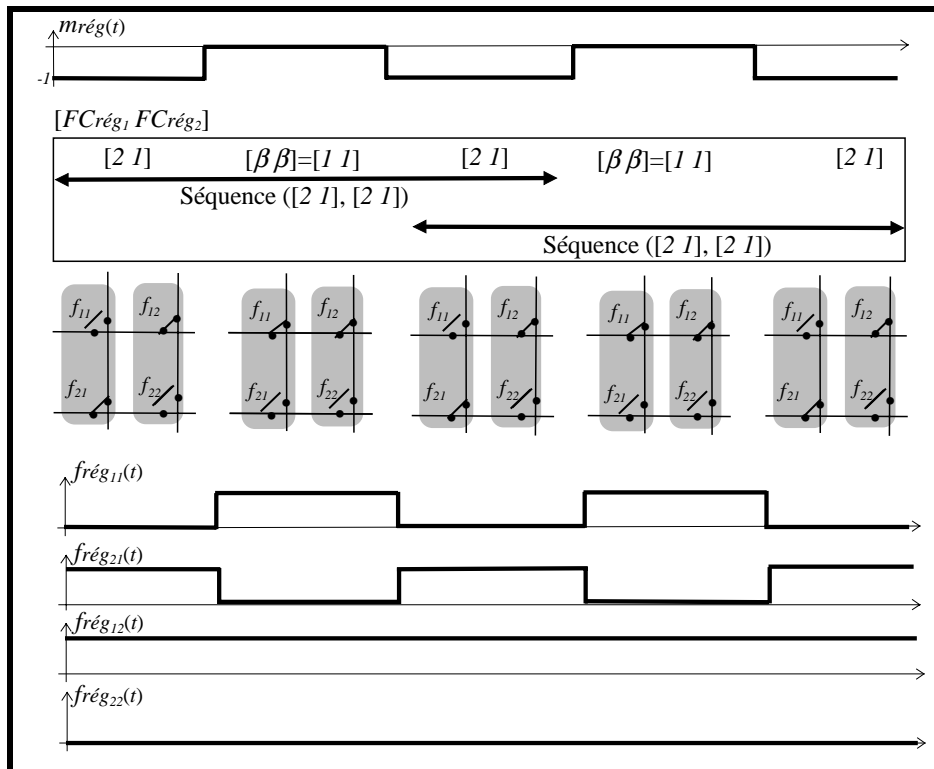 mrég(t)
-1
[FCrég1 FCrég2]
[2 1] [β β]=[1 1] [2 1] [β β]=[1 1] [2 1]
Séquence ([2 1], [2 1])
Séquence ([2 1], [2 1])
f11 f12 f11 f12 f11 f12 f11 f12 f11 f12
f21 f22 f21 f22 f21 f22 f21 f22 f21 f22
frég11(t)
frég21(t)
frég12(t)
frég22(t)